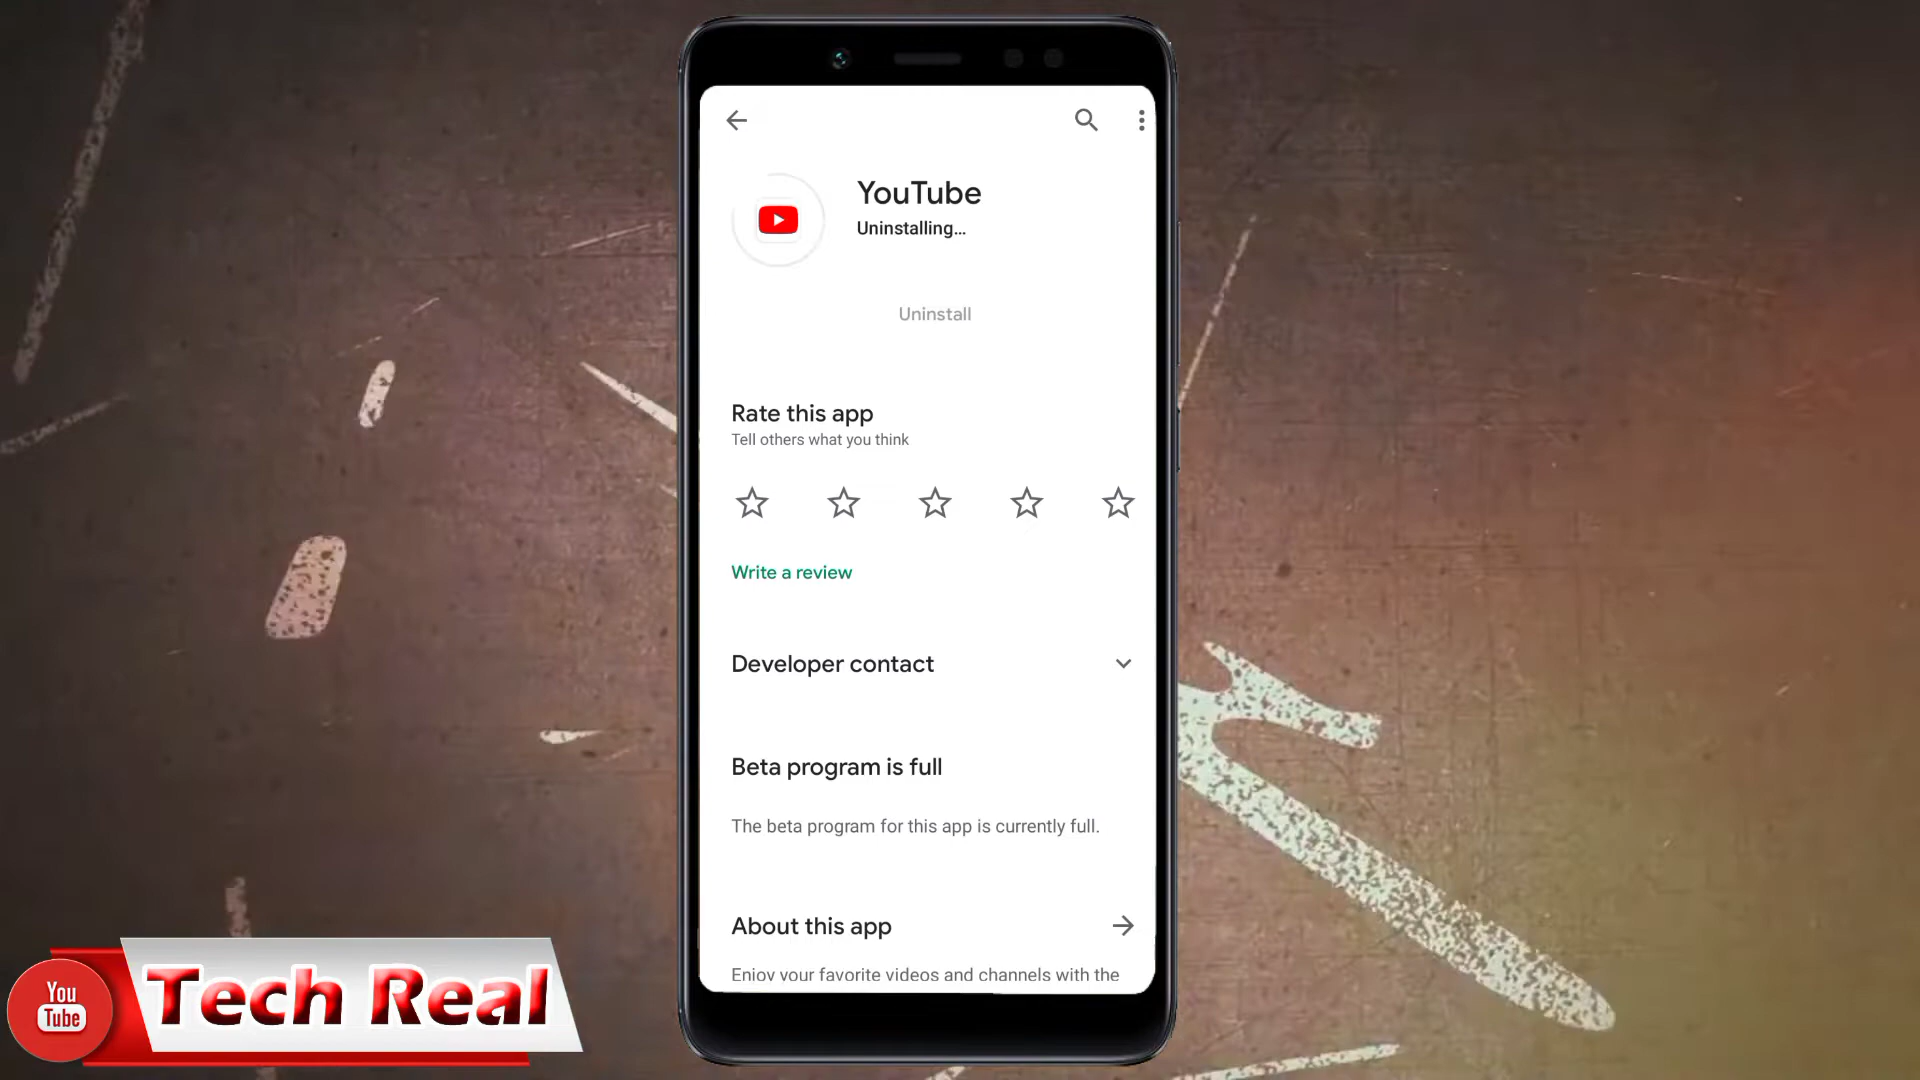 YouTube
Uninstalling...
Uninstall
Rate this app
Tell others what you think
Write a review
Developer contact
Beta program is full
The beta program for this app is currently full.
About this app
Enjoy your favorite videos and channels with the
You
Tube
Tech Real